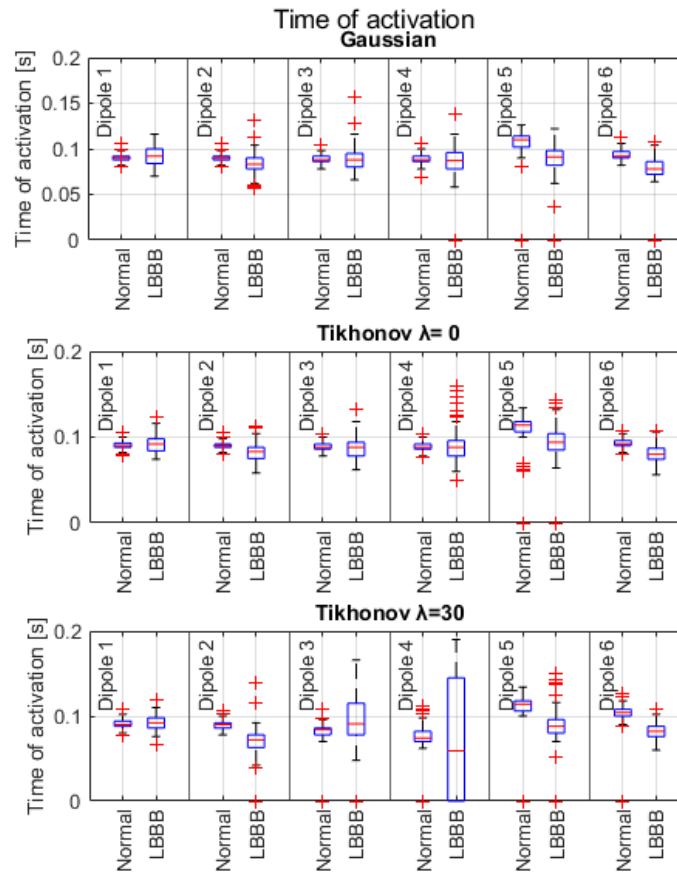 Time of activation
Gaussian
Time of activation [s]
0.2
0.15
0.1
0.05
0
Dipole 1
Dipole 2
Dipole 3
Dipole 4
Dipole 5
Dipole 6
Normal
LBBB
Normal
LBBB
Normal
LBBB
Normal
LBBB
Normal
LBBB
Normal
LBBB
Tikhonov λ= 0
Time of activation [s]
0.2
0.1
0
Dipole 1
Dipole 2
Dipole 3
Dipole 4
Dipole 5
Dipole 6
Normal
LBBB
Normal
LBBB
Normal
LBBB
Normal
LBBB
Normal
LBBB
Normal
LBBB
Tikhonov λ=30
Time of activation [s]
0.2
0.1
0
Dipole 1
Dipole 2
Dipole 3
Dipole 4
Dipole 5
Dipole 6
Normal
LBBB
Normal
LBBB
Normal
LBBB
Normal
LBBB
Normal
LBBB
Normal
LBBB